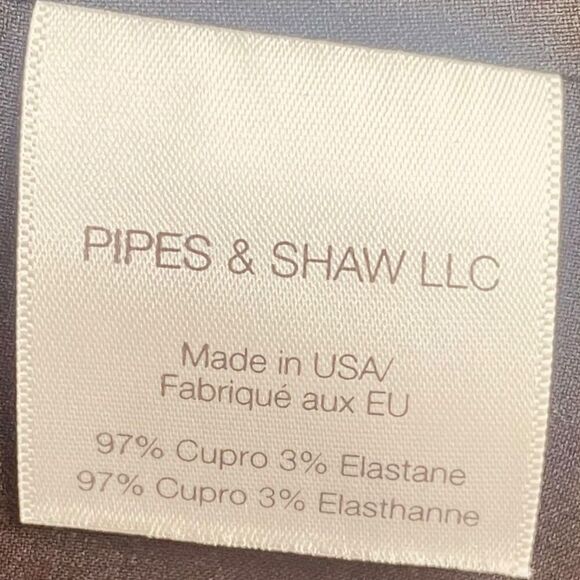 PIPES & SHAW LLC
Made in USA/
Fabriqué aux EU
97% Cupro 3% Elastane
97% Cupro 3% Elasthanne